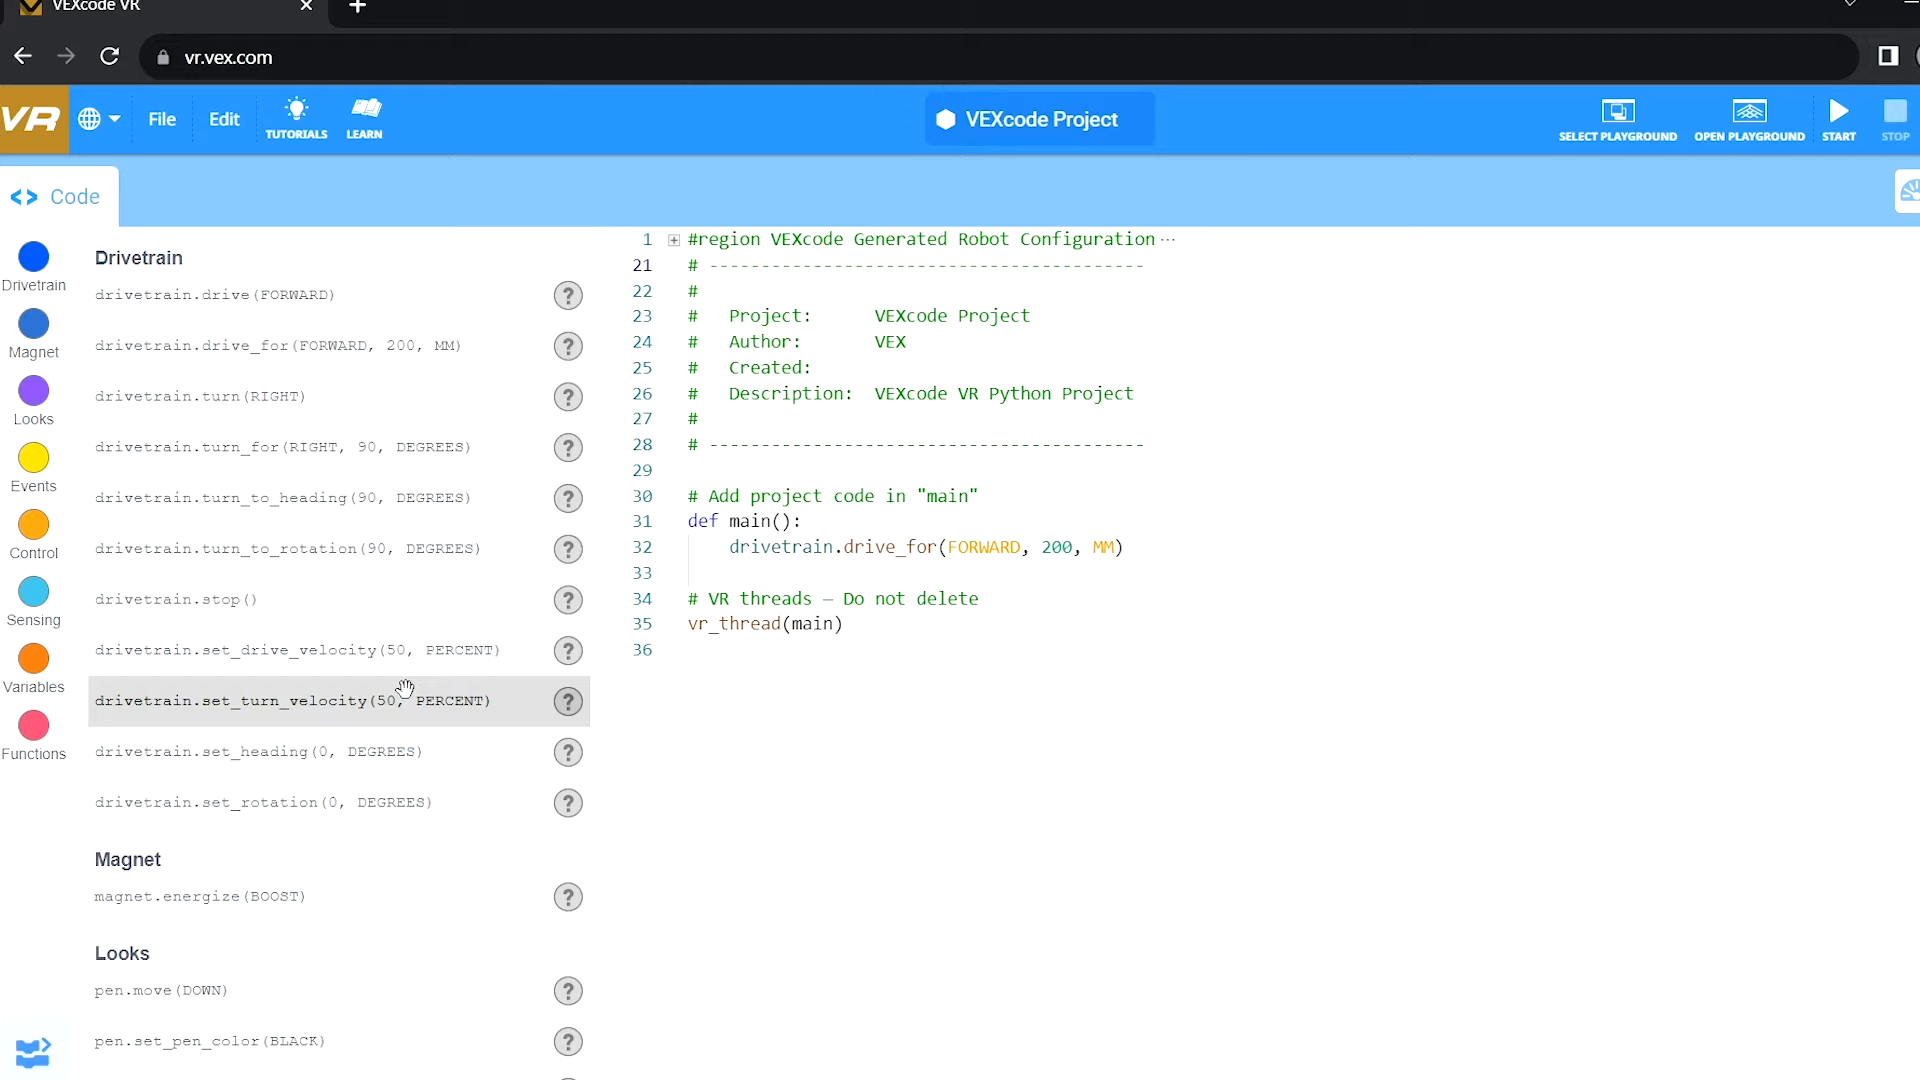 VEXcode VR
vr.vex.com
VR
File
Edit
TUTORIALS
LEARN
VEXcode Project
SELECT PLAYGROUND
OPEN PLAYGROUND
START
STOP
<> Code
Drivetrain
Magnet
Looks
Events
Control
Sensing
Variables
Functions
Drivetrain
drivetrain.drive(FORWARD) ?
drivetrain.drive_for(FORWARD, 200, MM) ?
drivetrain.turn(RIGHT) ?
drivetrain.turn_for(RIGHT, 90, DEGREES) ?
drivetrain.turn_to_heading(90, DEGREES) ?
drivetrain.turn_to_rotation(90, DEGREES) ?
drivetrain.stop() ?
drivetrain.set_drive_velocity(50, PERCENT) ?
drivetrain.set_turn_velocity(50, PERCENT) ?
drivetrain.set_heading(0, DEGREES) ?
drivetrain.set_rotation(0, DEGREES) ?
Magnet
magnet.energize(BOOST) ?
Looks
pen.move(DOWN) ?
pen.set_pen_color(BLACK) ?
1 #region VEXcode Generated Robot Configuration ···
21 # ------------------------------------------
22 #
23 # Project: VEXcode Project
24 # Author: VEX
25 # Created:
26 # Description: VEXcode VR Python Project
27 #
28 # ------------------------------------------
29
30 # Add project code in "main"
31 def main():
32 drivetrain.drive_for(FORWARD, 200, MM)
33
34 # VR threads — Do not delete
35 vr_thread(main)
36